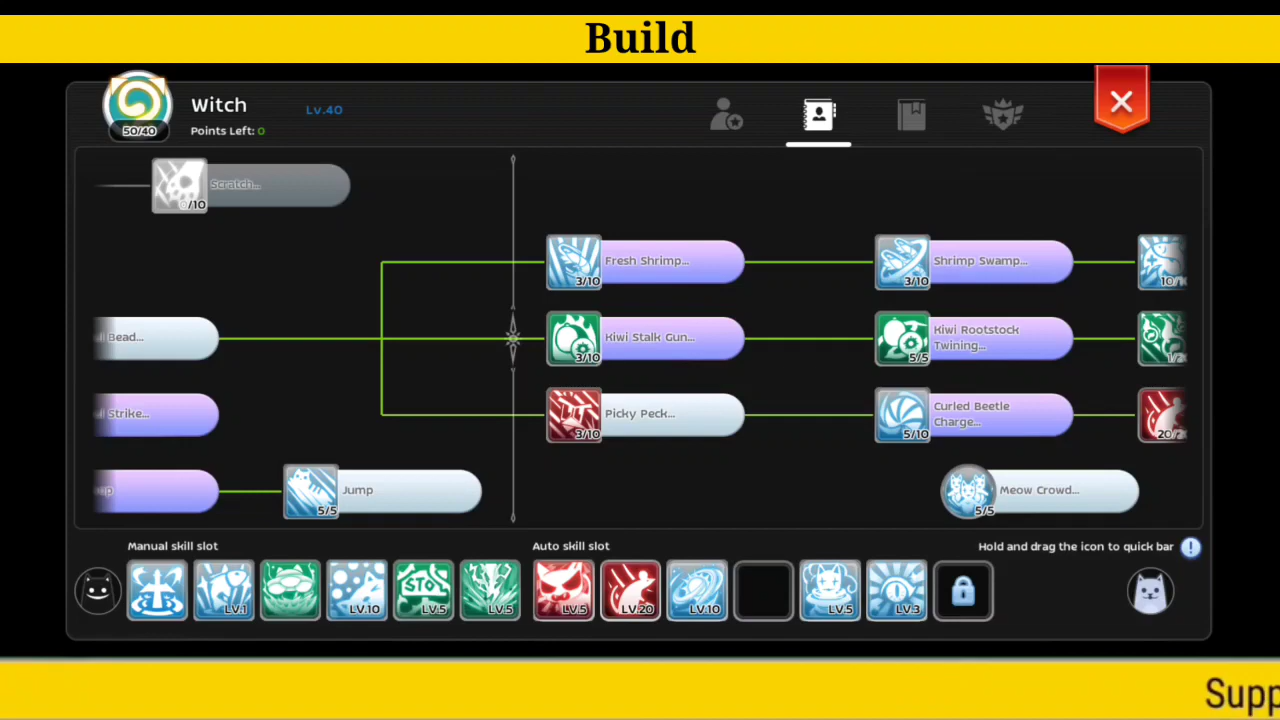 Build
Witch
Lv.40
50/40
Points Left: 0
Scratch...
0/10
Fresh Shrimp...
3/10
Shrimp Swamp...
3/10
Bead...
Kiwi Stalk Gun...
3/10
Kiwi Rootstock
Twining...
5/5
Strike...
Picky Peck...
3/10
Curled Beetle
Charge...
5/10
Jump
5/5
Meow Crowd...
5/5
Manual skill slot
Auto skill slot
Hold and drag the icon to quick bar
LV.1
LV.10
STO
LV.5
LV.5
LV.5
LV.20
LV.10
LV.5
LV.3
Supp